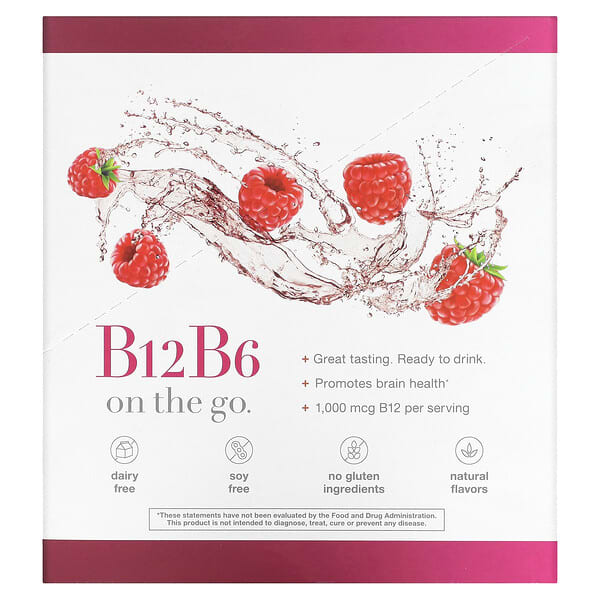 B12B6
on the go.
+ Great tasting. Ready to drink.
+ Promotes brain health*
+ 1,000 mcg B12 per serving
dairy
free
soy
free
no gluten
ingredients
natural
flavors
*These statements have not been evaluated by the Food and Drug Administration.
This product is not intended to diagnose, treat, cure or prevent any disease.